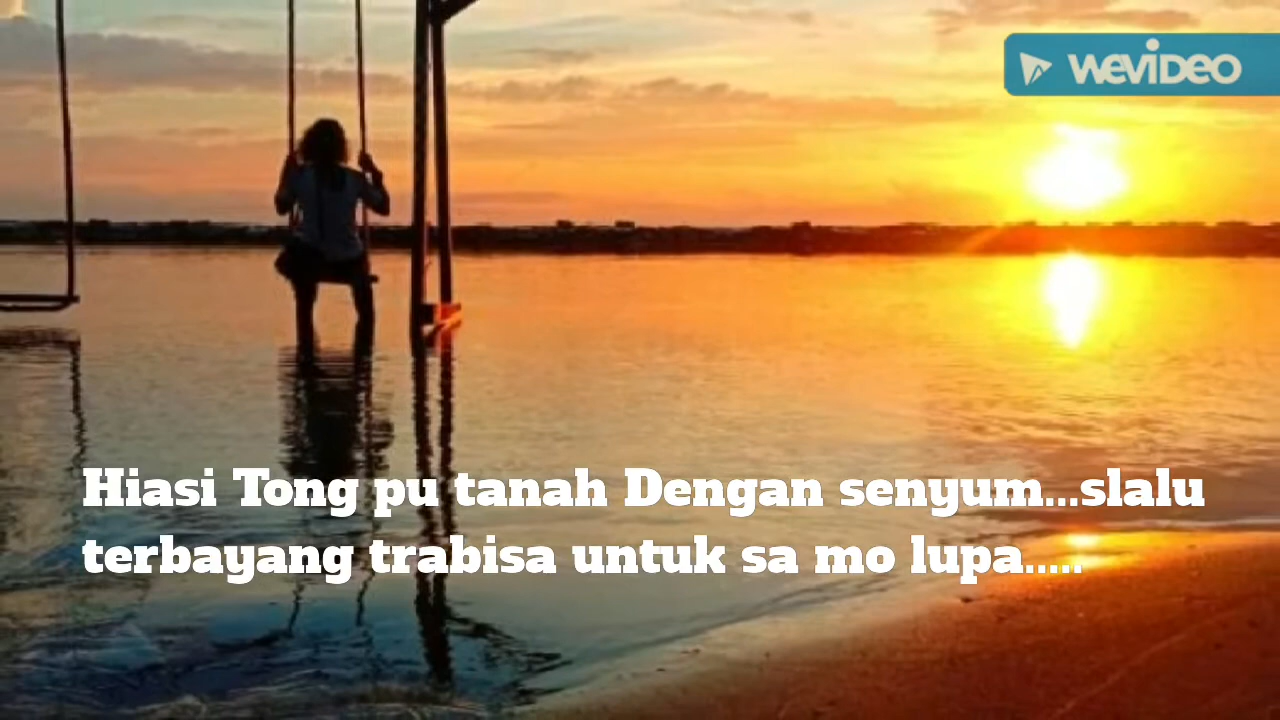 WEVIDEO
Hiasi Tong pu tanah Dengan senyum...slalu
terbayang trabisa untuk sa mo lupa.....